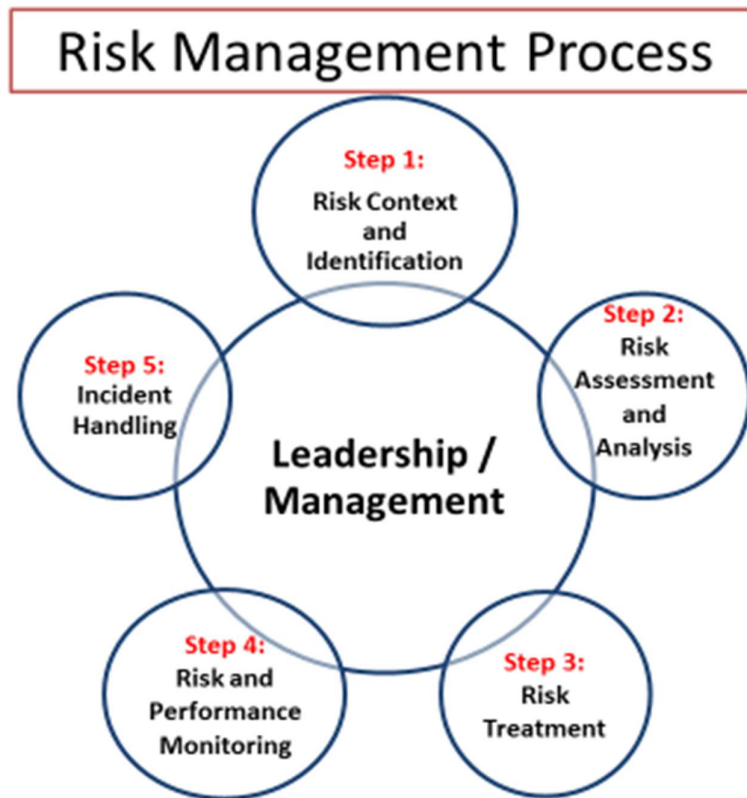 Risk Management Process
Step 1:
Risk Context
and
Identification
Step 2:
Risk
Assessment
and
Analysis
Step 3:
Risk
Treatment
Step 4:
Risk and
Performance
Monitoring
Step 5:
Incident
Handling
Leadership /
Management